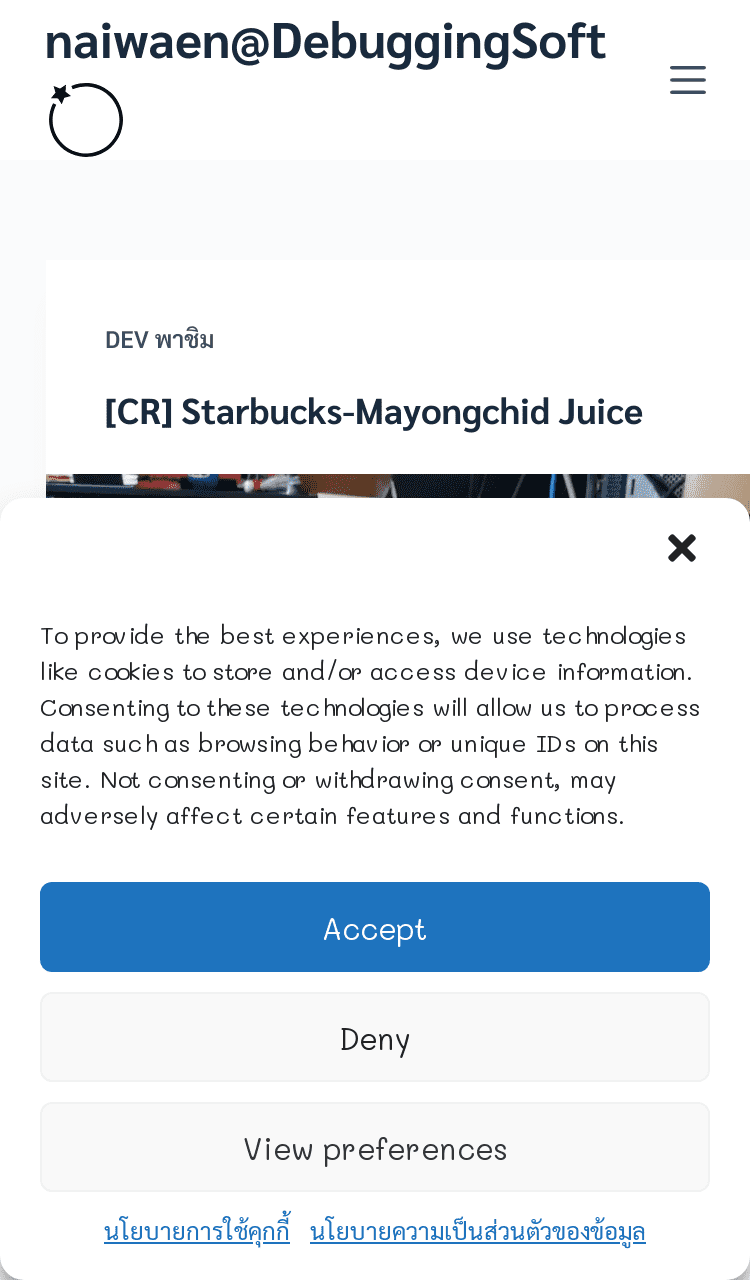 naiwaen@DebuggingSoft
DEV พาชิม
[CR] Starbucks-Mayongchid Juice
To provide the best experiences, we use technologies
like cookies to store and/or access device information.
Consenting to these technologies will allow us to process
data such as browsing behavior or unique IDs on this
site. Not consenting or withdrawing consent, may
adversely affect certain features and functions.
Accept
Deny
View preferences
นโยบายการใช้คุกกี้ นโยบายความเป็นส่วนตัวของข้อมูล